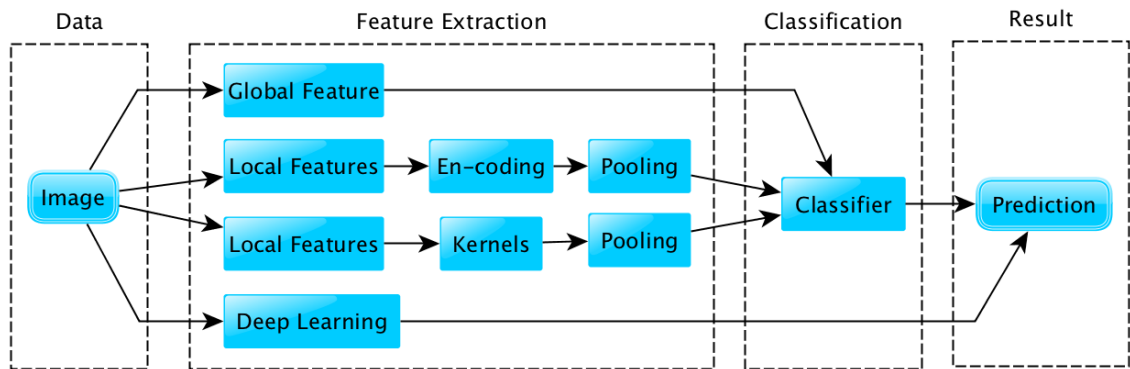 Data
Feature Extraction
Classification
Result
Global Feature
Local Features
En-coding
Pooling
Image
Classifier
Prediction
Local Features
Kernels
Pooling
Deep Learning